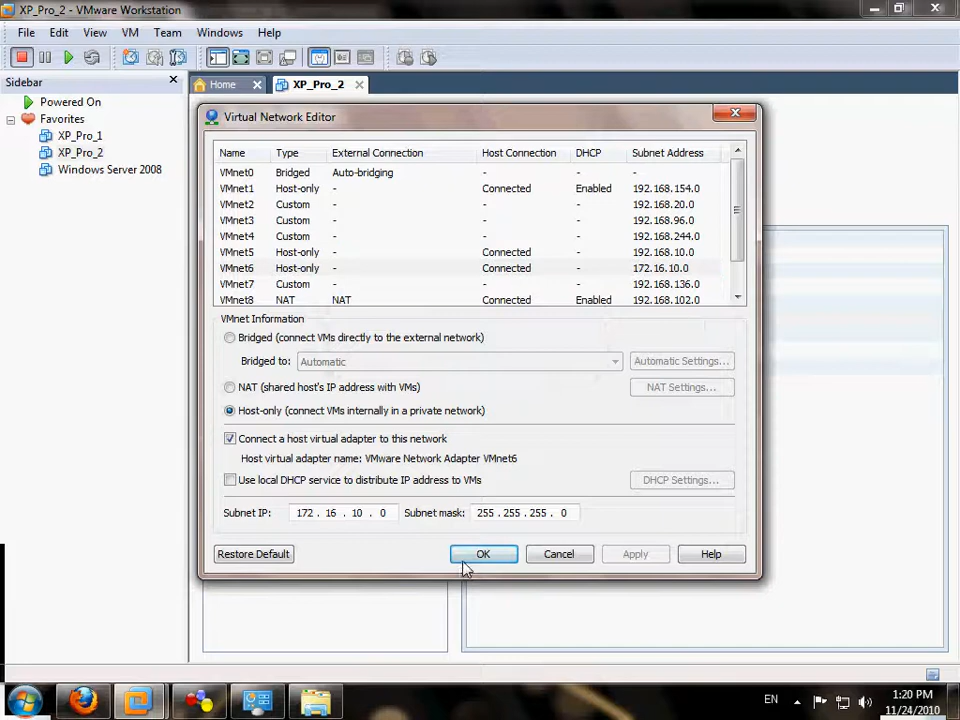 XP_Pro_2 - VMware Workstation
File Edit View VM Team Windows Help
Sidebar
Home
XP_Pro_2
Powered On
Favorites
XP_Pro_1
XP_Pro_2
Windows Server 2008
Virtual Network Editor
Name Type External Connection Host Connection DHCP Subnet Address
VMnet0 Bridged Auto-bridging - - -
VMnet1 Host-only - Connected Enabled 192.168.154.0
VMnet2 Custom - - - 192.168.20.0
VMnet3 Custom - - - 192.168.96.0
VMnet4 Custom - - - 192.168.244.0
VMnet5 Host-only - Connected - 192.168.10.0
VMnet6 Host-only - Connected - 172.16.10.0
VMnet7 Custom - - - 192.168.136.0
VMnet8 NAT NAT Connected Enabled 192.168.102.0
VMnet Information
Bridged (connect VMs directly to the external network)
Bridged to: Automatic Automatic Settings...
NAT (shared host's IP address with VMs) NAT Settings...
Host-only (connect VMs internally in a private network)
Connect a host virtual adapter to this network
Host virtual adapter name: VMware Network Adapter VMnet6
Use local DHCP service to distribute IP address to VMs DHCP Settings...
Subnet IP: 172 . 16 . 10 . 0 Subnet mask: 255 . 255 . 255 . 0
Restore Default OK Cancel Apply Help
EN
1:20 PM
11/24/2010